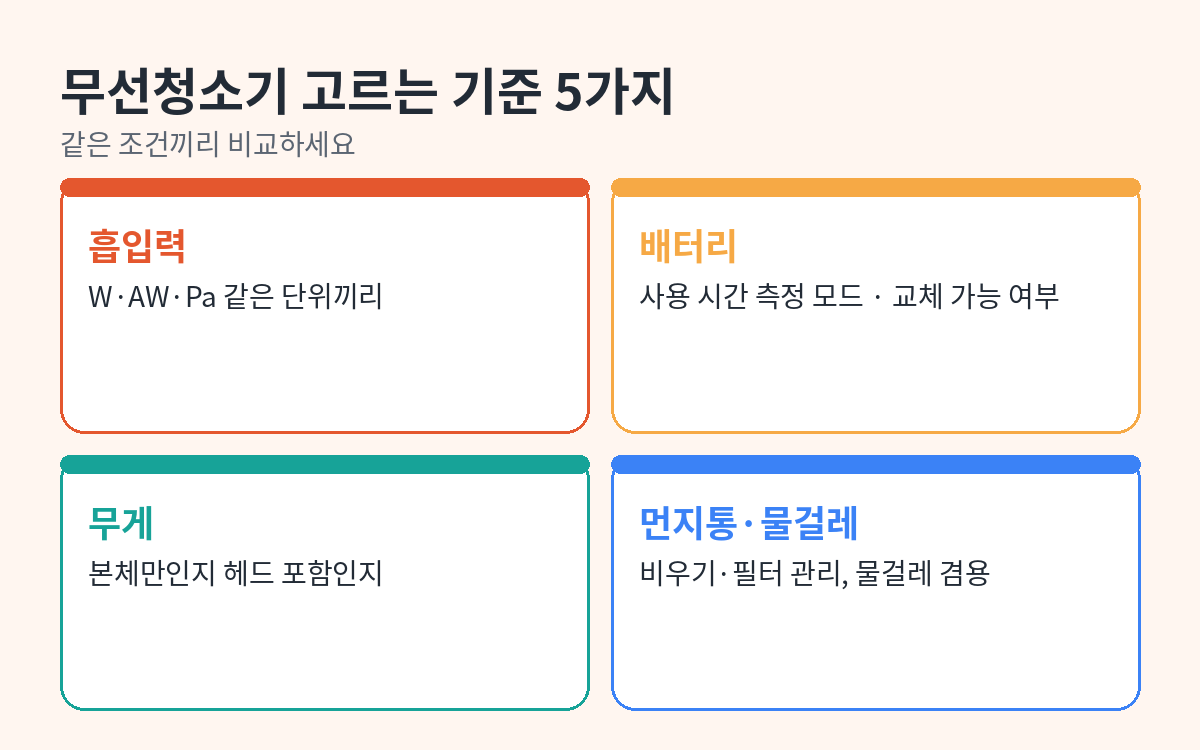 무선청소기 고르는 기준 5가지
같은 조건끼리 비교하세요
흡입력
W·AW·Pa 같은 단위끼리
배터리
사용 시간 측정 모드 · 교체 가능 여부
무게
본체만인지 헤드 포함인지
먼지통·물걸레
비우기·필터 관리, 물걸레 겸용